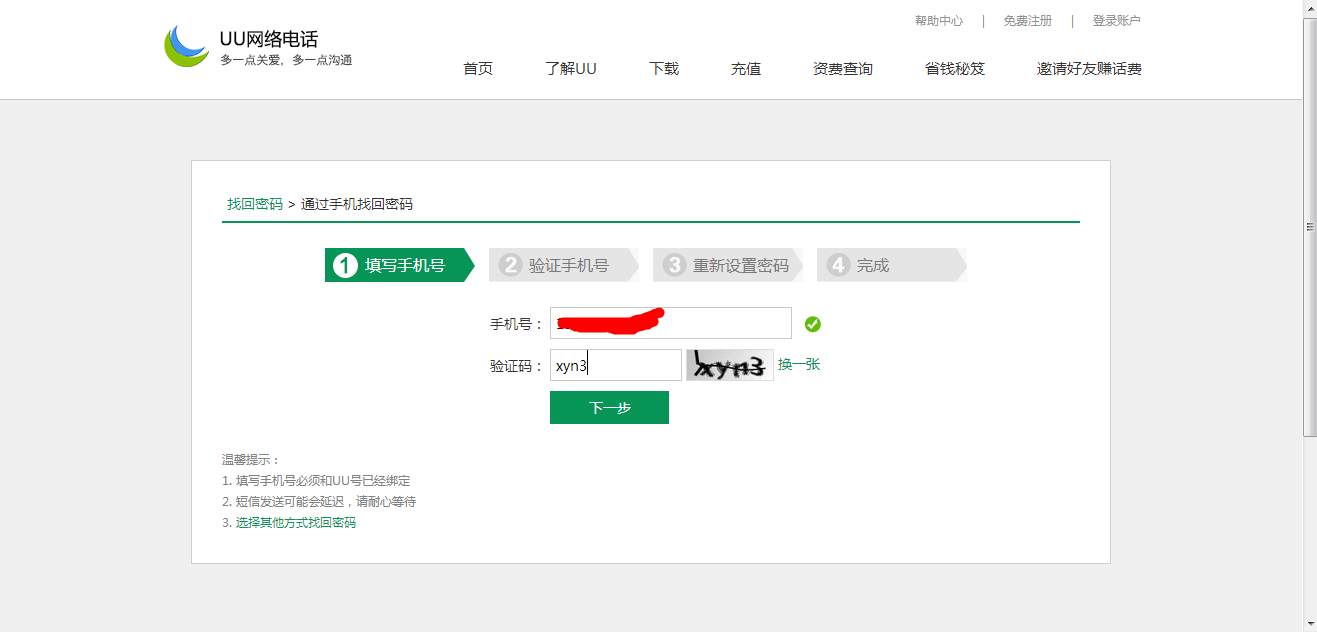 帮助中心 | 免费注册 | 登录账户
UU网络电话
多一点关爱，多一点沟通
首页 了解UU 下载 充值 资费查询 省钱秘笈 邀请好友赚话费
找回密码 > 通过手机找回密码
1 填写手机号 2 验证手机号 3 重新设置密码 4 完成
手机号：
验证码： xyn3 xyn3 换一张
下一步
温馨提示：
1. 填写手机号必须和UU号已经绑定
2. 短信发送可能会延迟，请耐心等待
3. 选择其他方式找回密码